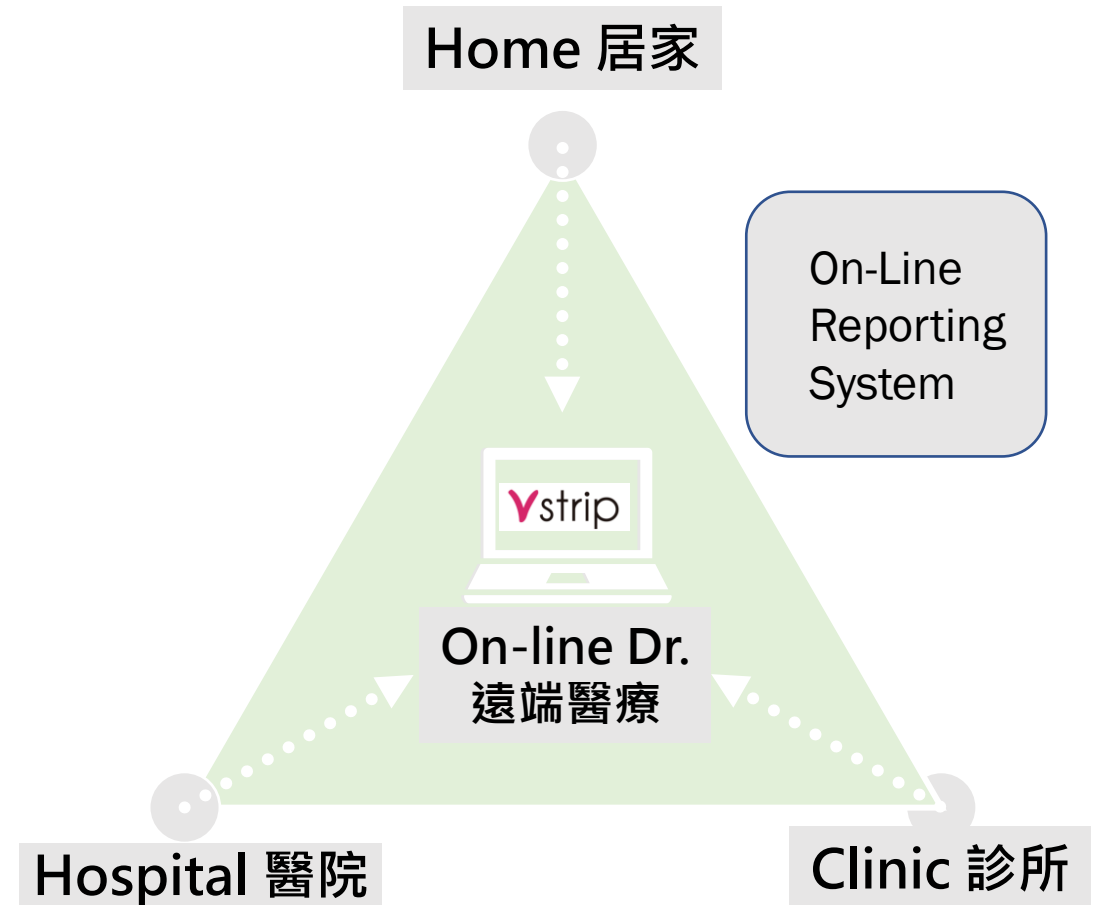 Home 居家
On-Line
Reporting
System
Vstrip
On-line Dr.
遠端醫療
Hospital 醫院
Clinic 診所